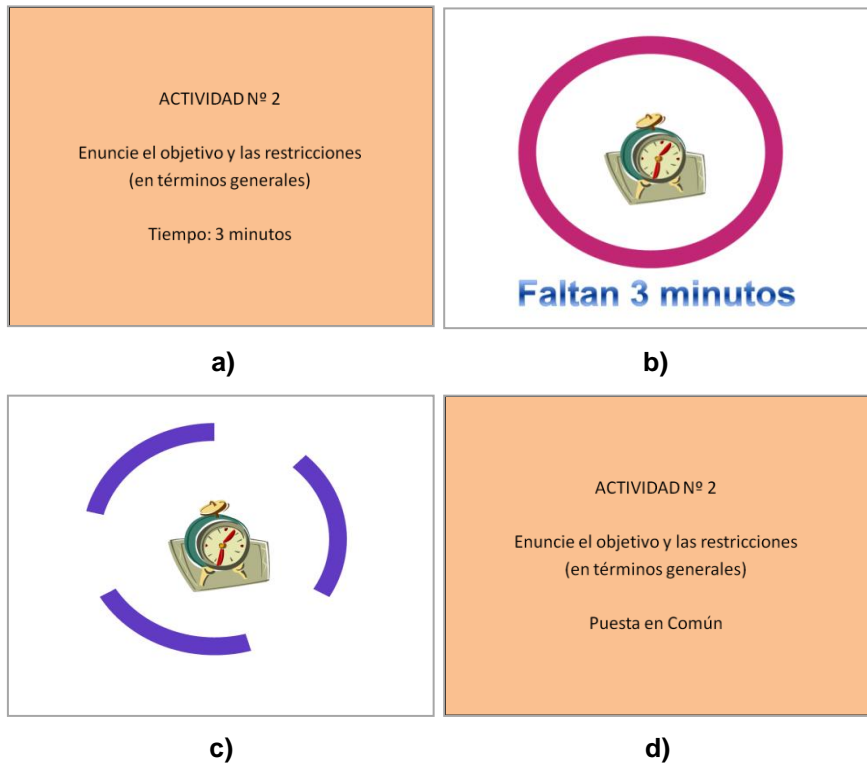 ACTIVIDAD Nº 2
Enuncie el objetivo y las restricciones
(en términos generales)
Tiempo: 3 minutos
a)
Faltan 3 minutos
b)
c)
ACTIVIDAD Nº 2
Enuncie el objetivo y las restricciones
(en términos generales)
Puesta en Común
d)